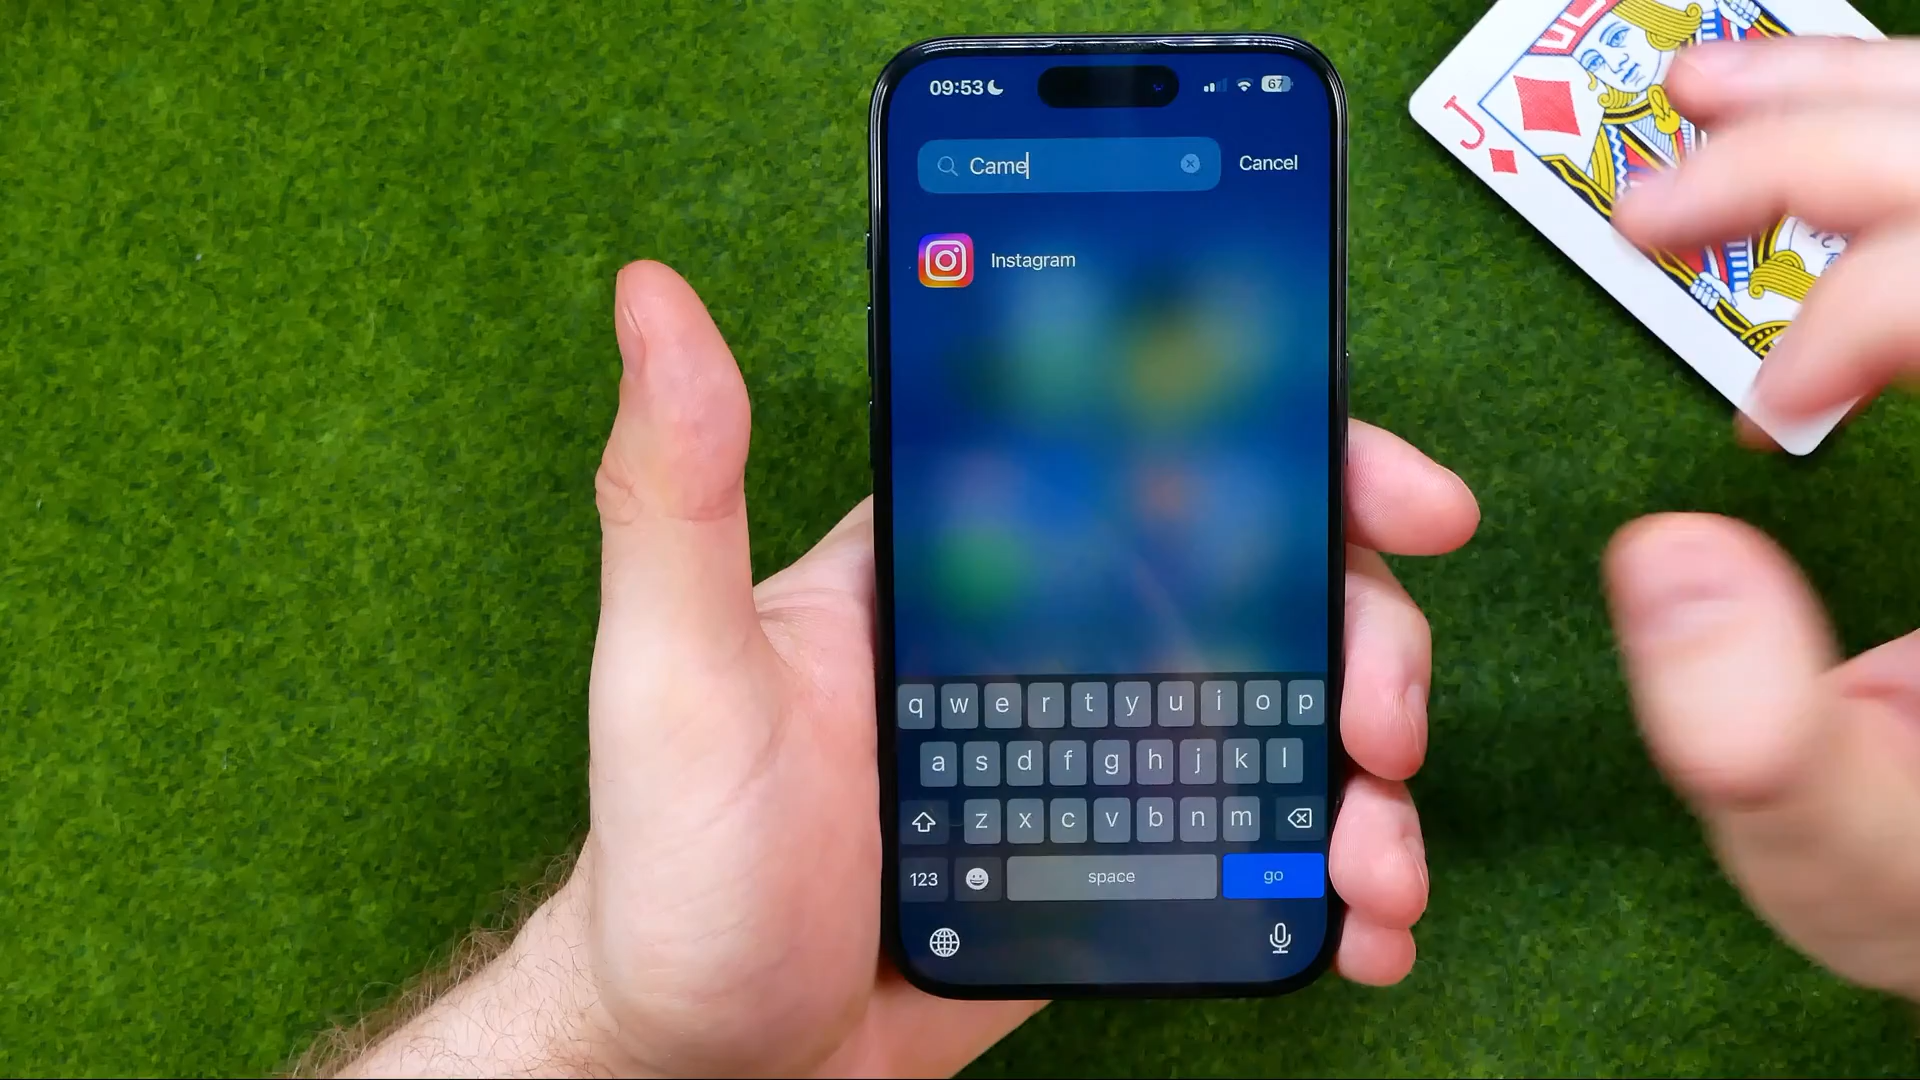 09:53
67
Came
Cancel
Instagram
q w e r t y u i o p
a s d f g h j k l
z x c v b n m
123
space
go
J